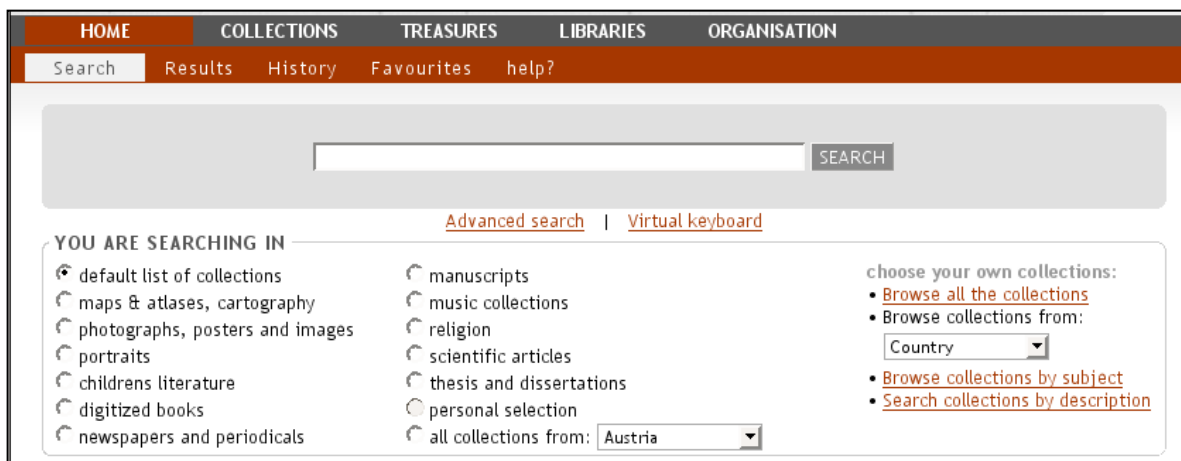 HOME COLLECTIONS TREASURES LIBRARIES ORGANISATION
Search Results History Favourites help?
SEARCH
Advanced search | Virtual keyboard
YOU ARE SEARCHING IN
default list of collections
maps & atlases, cartography
photographs, posters and images
portraits
childrens literature
digitized books
newspapers and periodicals
manuscripts
music collections
religion
scientific articles
thesis and dissertations
personal selection
all collections from: Austria
choose your own collections:
• Browse all the collections
• Browse collections from:
Country
• Browse collections by subject
• Search collections by description